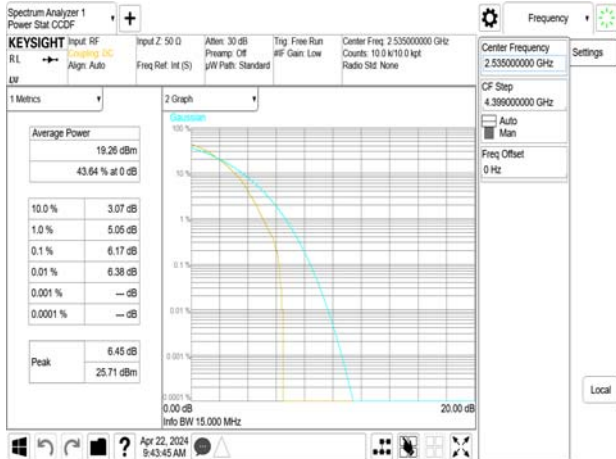 Spectrum Analyzer 1
Power Stat CCDF
+
Frequency
KEYSIGHT
RL
Input: RF
Coupling: DC
Align: Auto
Input Z: 50 Ω
Freq Ref: Int (S)
Atten: 30 dB
Preamp: Off
µW Path: Standard
Trig: Free Run
#IF Gain: Low
Center Freq: 2.535000000 GHz
Counts: 10.0 k/10.0 kpt
Radio Std: None
Center Frequency
2.535000000 GHz
Settings
CF Step
4.399000000 GHz
Auto
Man
Freq Offset
0 Hz
Local
1 Metrics
Average Power
19.26 dBm
43.64 % at 0 dB
10.0 % 3.07 dB
1.0 % 5.05 dB
0.1 % 6.17 dB
0.01 % 6.38 dB
0.001 % --- dB
0.0001 % --- dB
Peak
6.45 dB
25.71 dBm
2 Graph
Gaussian
100 %
10 %
1 %
0.1 %
0.01 %
0.001 %
0.0001 %
0.00 dB 20.00 dB
Info BW 15.000 MHz
?
Apr 22, 2024
9:43:45 AM